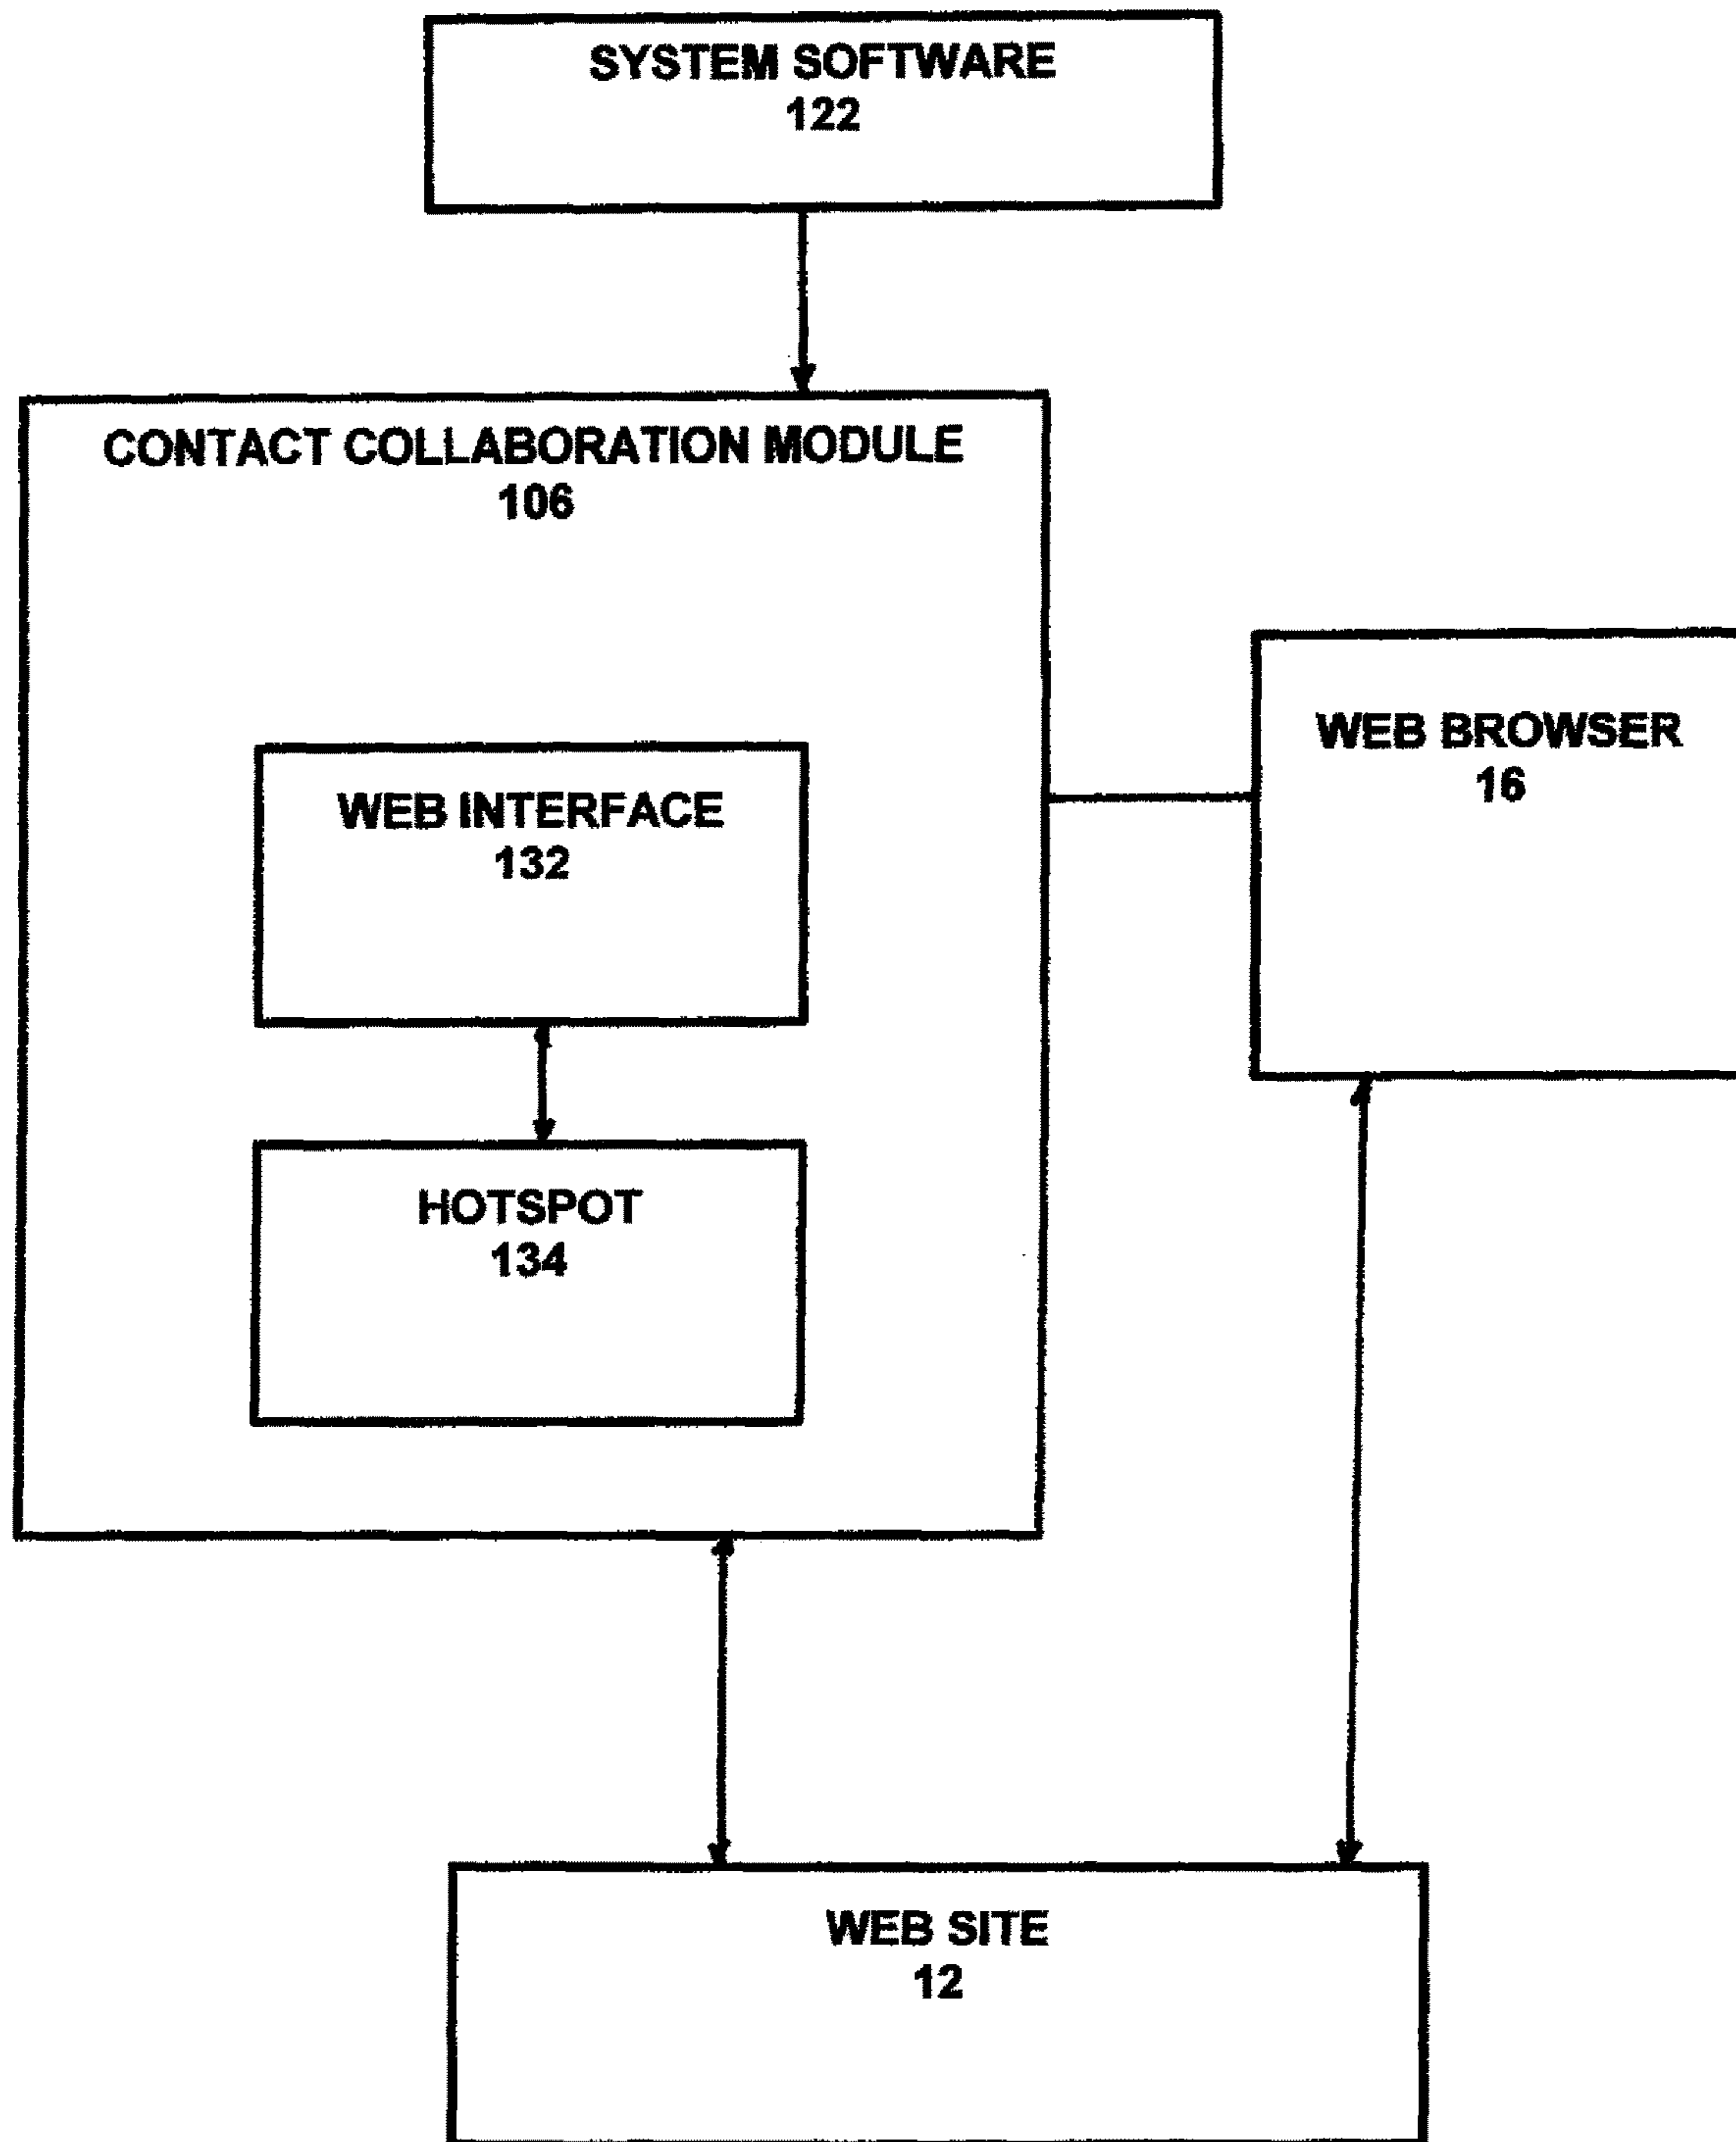 SYSTEM SOFTWARE
122
CONTACT COLLABORATION MODULE
106
WEB BROWSER
16
WEB INTERFACE
132
HOTSPOT
134
WEB SITE
12